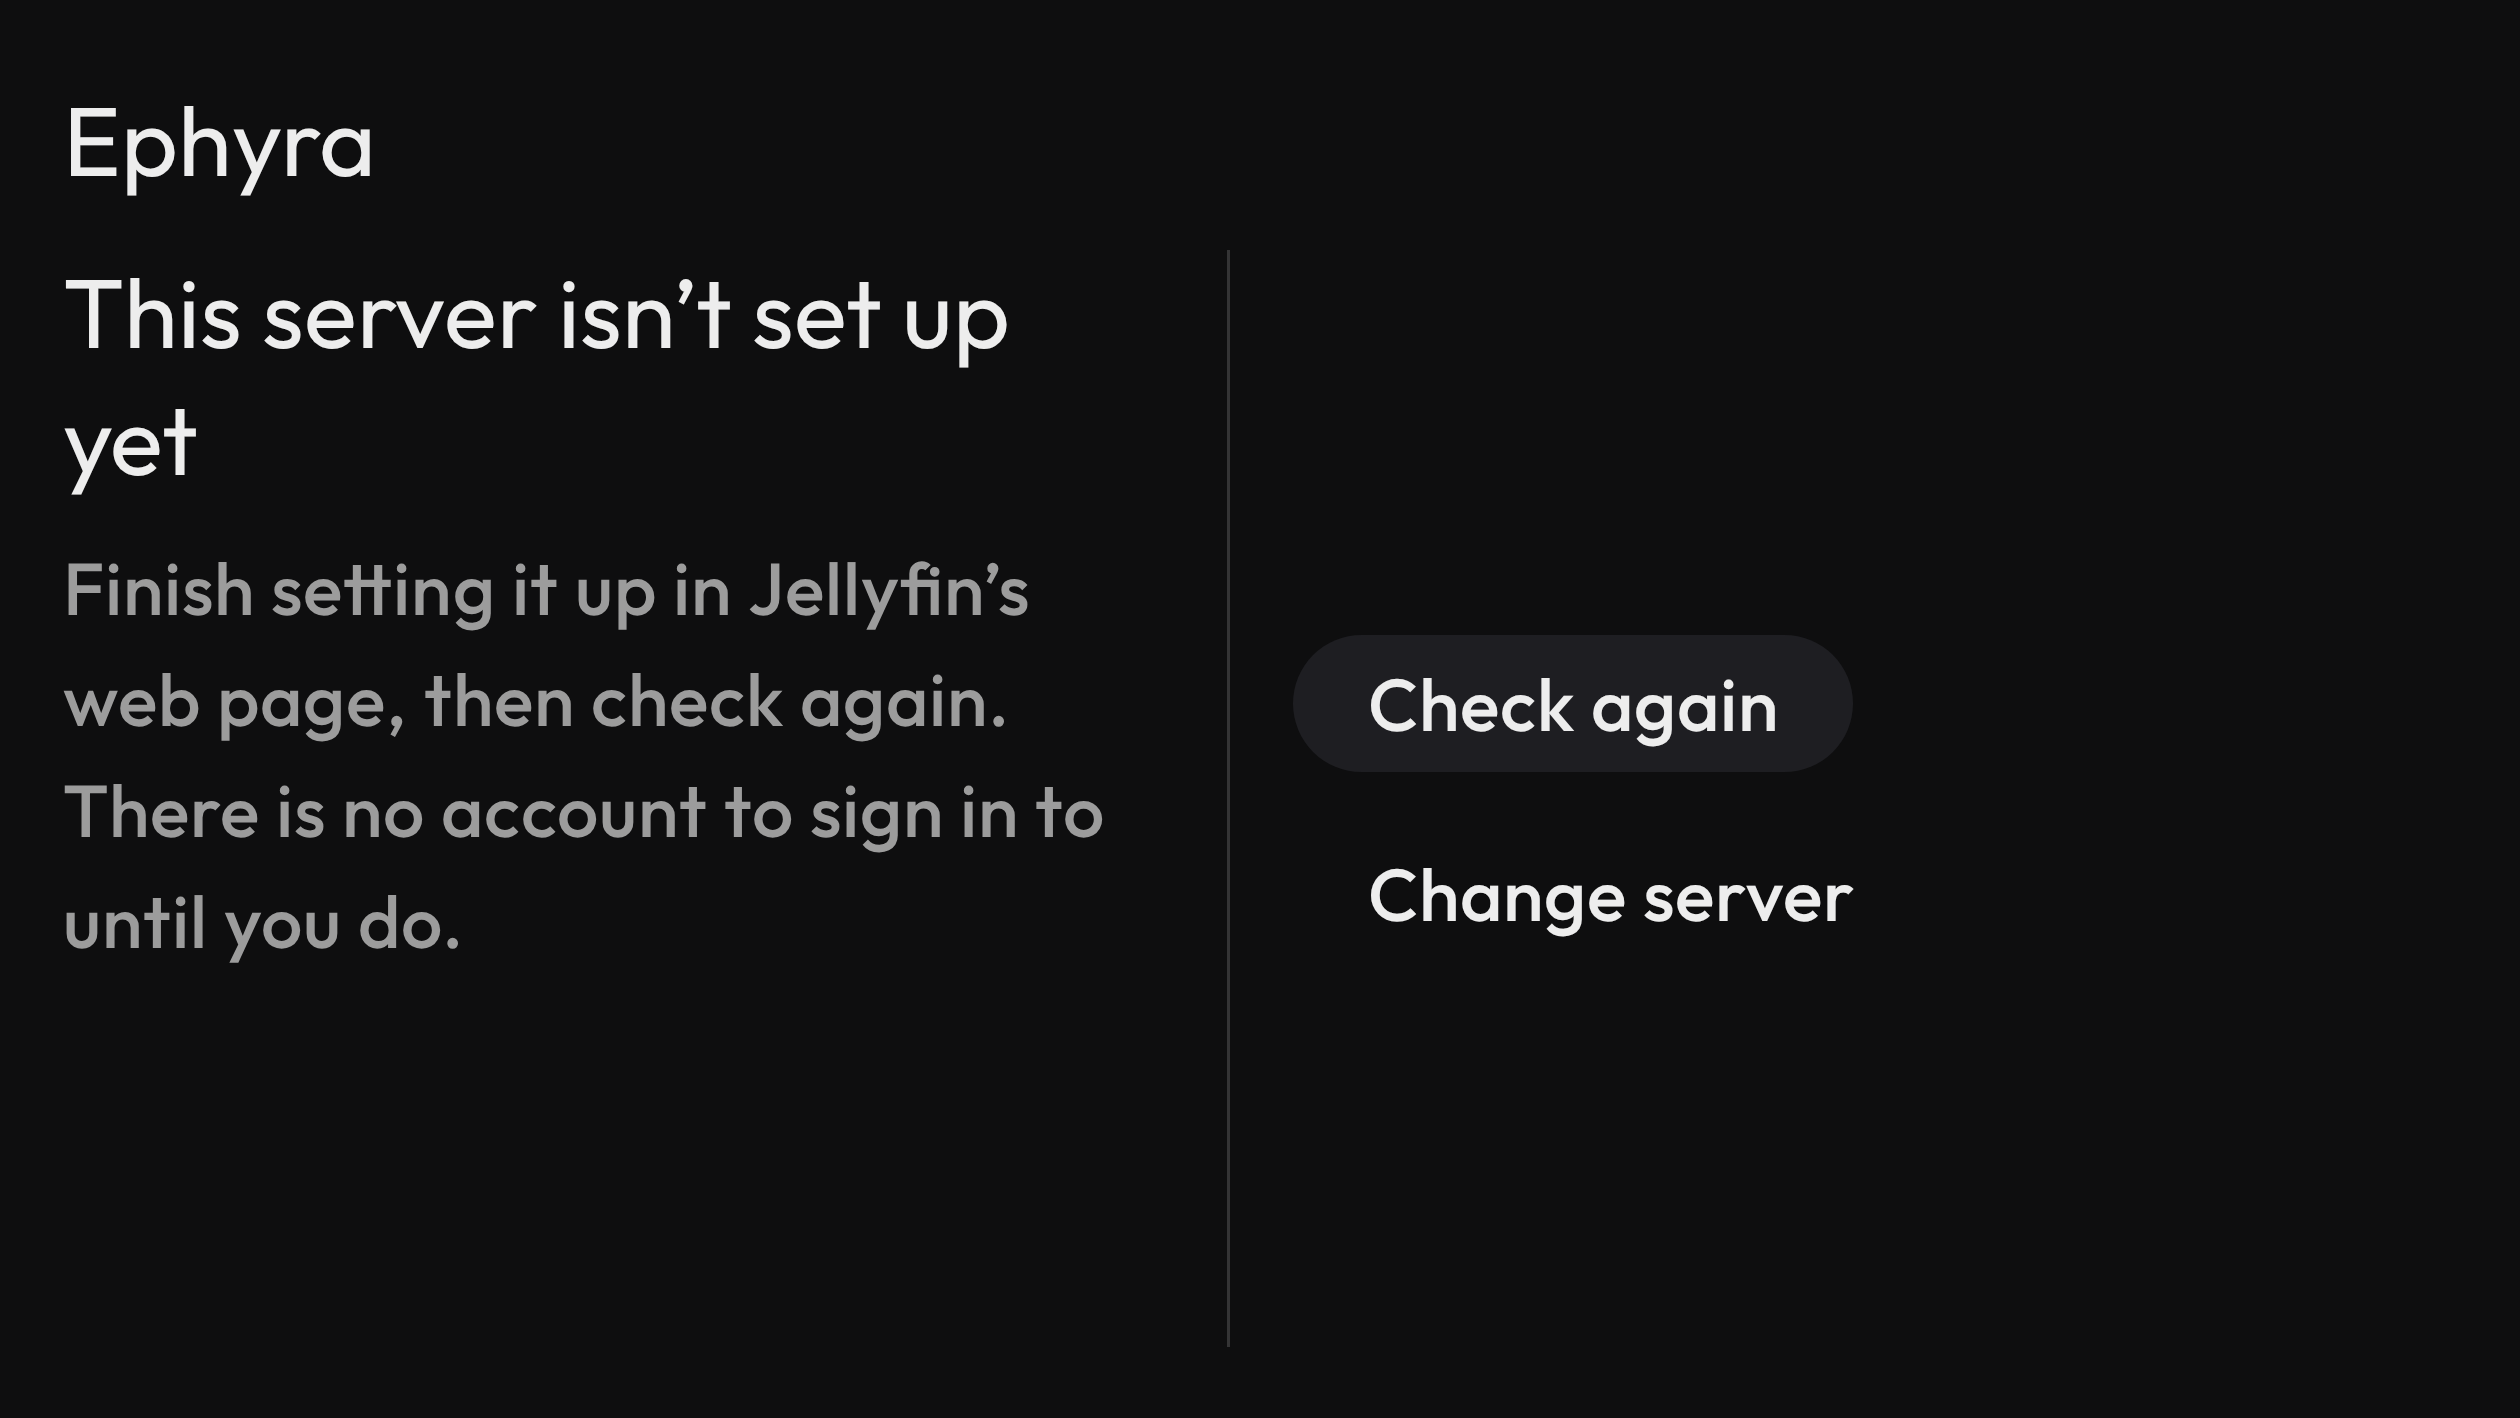 Ephyra
This server isn’t set up
yet
Finish setting it up in Jellyfin’s
web page, then check again.
There is no account to sign in to
until you do.
Check again
Change server